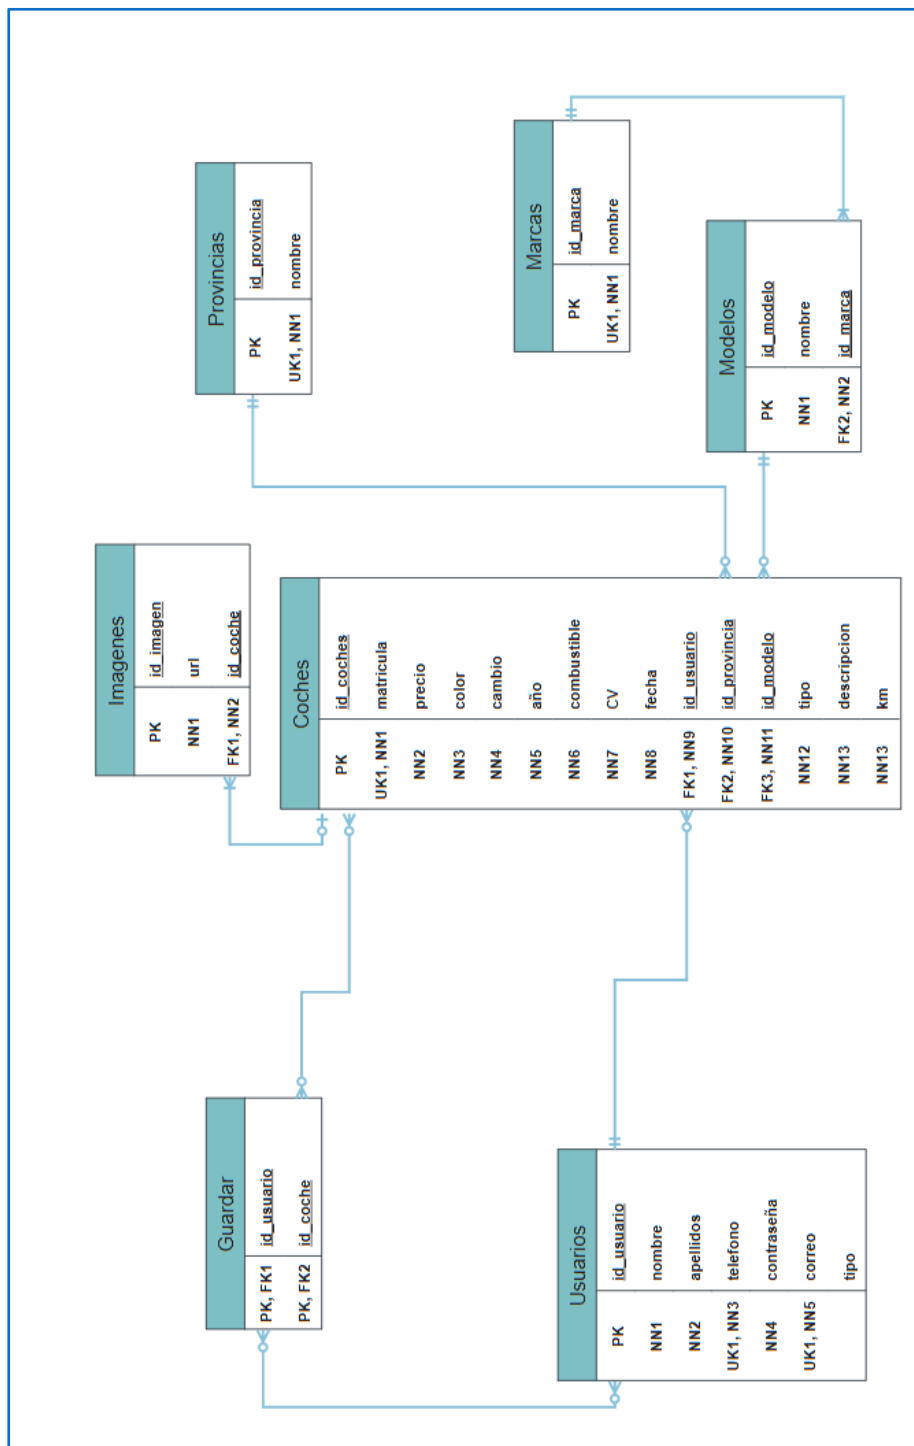 Guardar
PK, FK1 id_usuario
PK, FK2 id_coche
Usuarios
PK id_usuario
NN1 nombre
NN2 apellidos
UK1, NN3 telefono
NN4 contraseña
UK1, NN5 correo
tipo
Imagenes
PK id_imagen
NN1 url
FK1, NN2 id_coche
Coches
PK id_coches
UK1, NN1 matricula
NN2 precio
NN3 color
NN4 cambio
NN5 año
NN6 combustible
NN7 CV
NN8 fecha
FK1, NN9 id_usuario
FK2, NN10 id_provincia
FK3, NN11 id_modelo
NN12 tipo
NN13 descripcion
NN13 km
Provincias
PK id_provincia
UK1, NN1 nombre
Marcas
PK id_marca
UK1, NN1 nombre
Modelos
PK id_modelo
NN1 nombre
FK2, NN2 id_marca